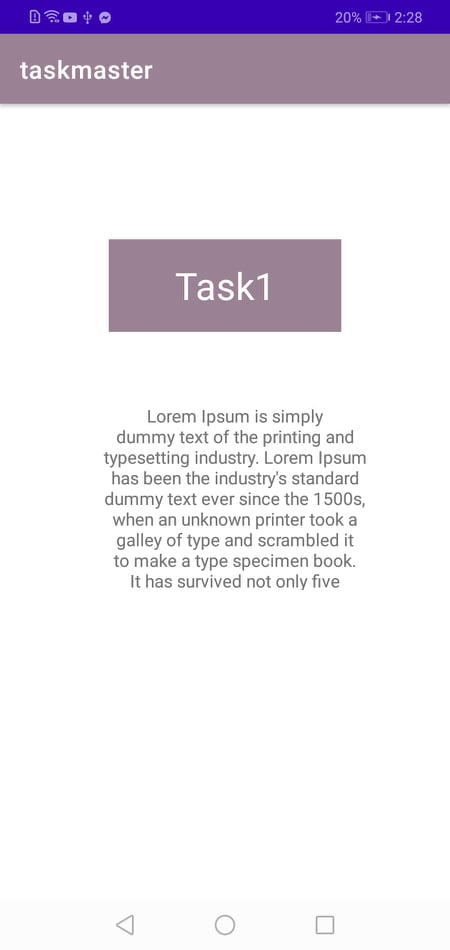 20% 2:28
taskmaster
Task1
Lorem Ipsum is simply
dummy text of the printing and
typesetting industry. Lorem Ipsum
has been the industry's standard
dummy text ever since the 1500s,
when an unknown printer took a
galley of type and scrambled it
to make a type specimen book.
It has survived not only five